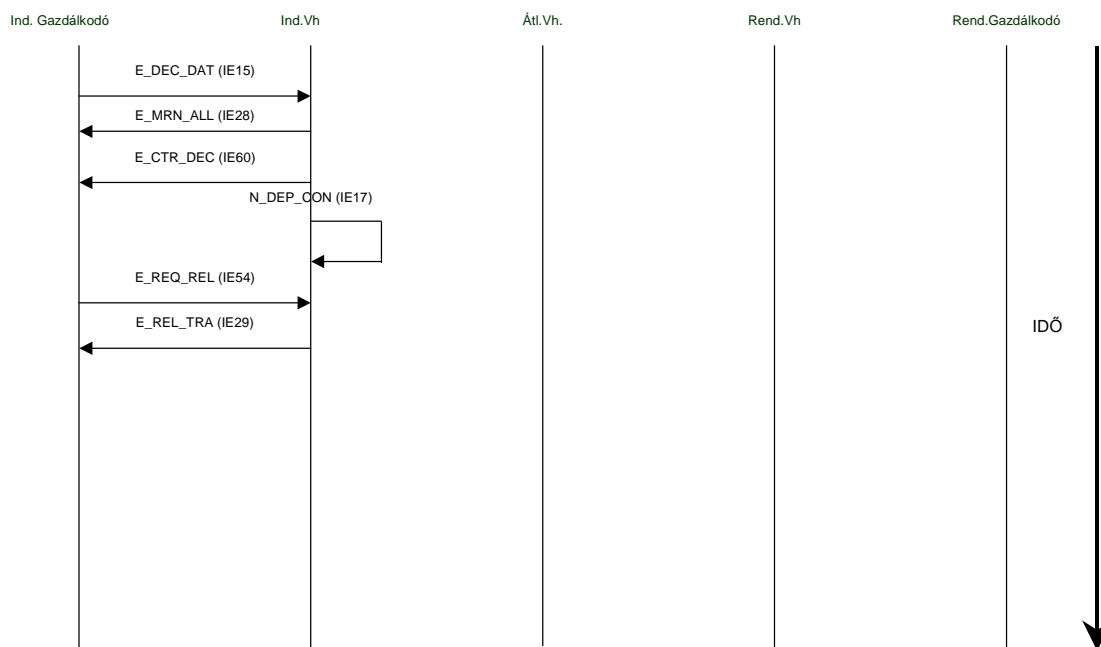 Ind. Gazdálkodó
Ind.Vh
Átl.Vh.
Rend.Vh
Rend.Gazdálkodó
E_DEC_DAT (IE15)
E_MRN_ALL (IE28)
E_CTR_DEC (IE60)
N_DEP_CON (IE17)
E_REQ_REL (IE54)
E_REL_TRA (IE29)
IDŐ